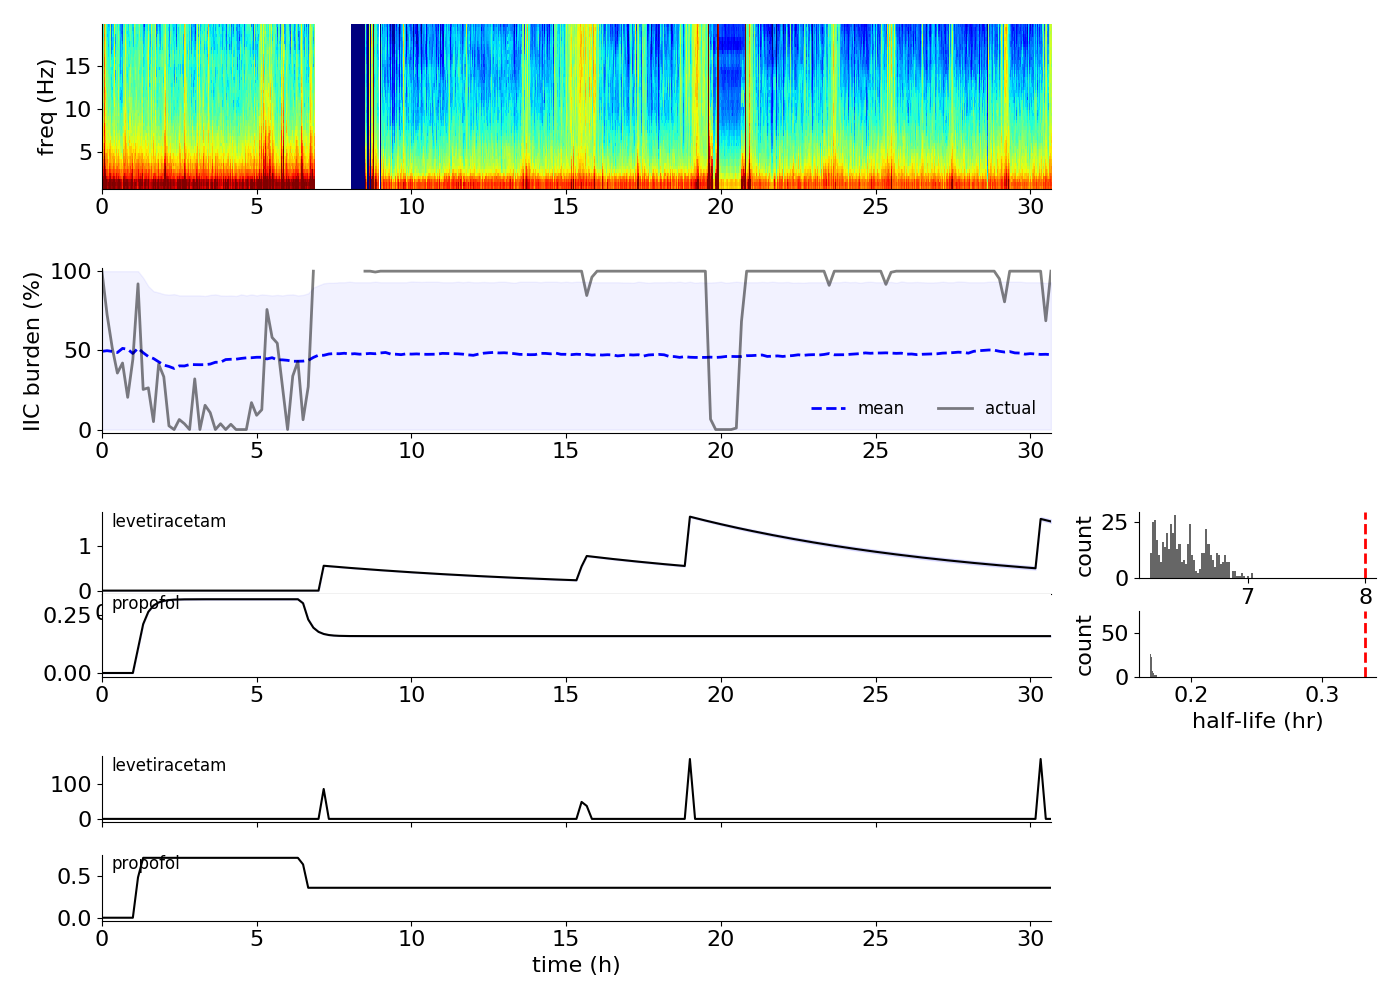 freq (Hz)
15
10
5
0 5 10 15 20 25 30
IIC burden (%)
100
50
0
mean actual
0 5 10 15 20 25 30
levetiracetam
1
0
count
25
0
7 8
propofol
0.25
0.00
0 5 10 15 20 25 30
count
50
0
0.2 0.3
half-life (hr)
levetiracetam
100
0
propofol
0.5
0.0
0 5 10 15 20 25 30
time (h)